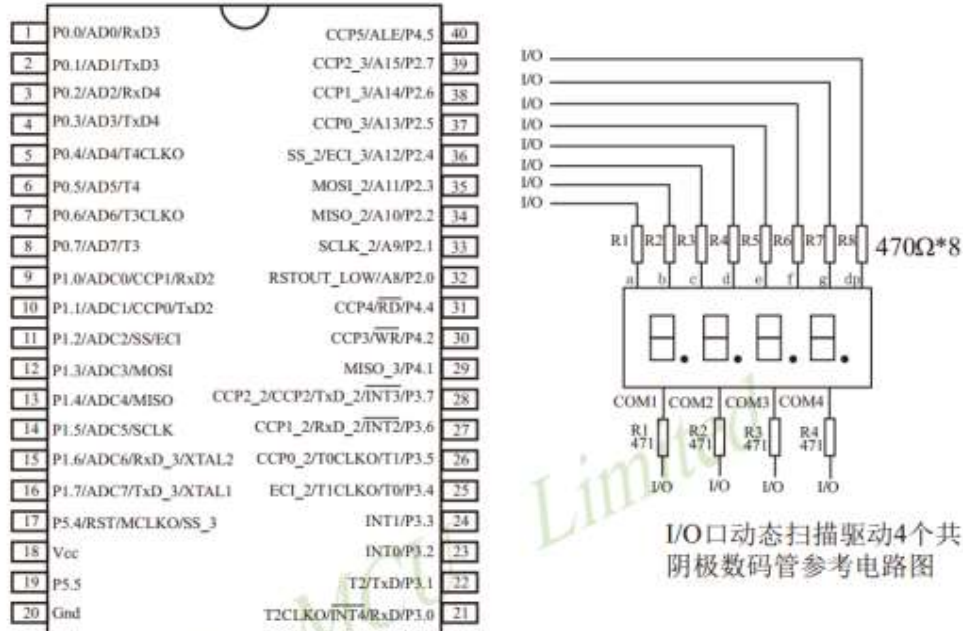 1 P0.0/AD0/RxD3
2 P0.1/AD1/TxD3
3 P0.2/AD2/RxD4
4 P0.3/AD3/TxD4
5 P0.4/AD4/T4CLKO
6 P0.5/AD5/T4
7 P0.6/AD6/T3CLKO
8 P0.7/AD7/T3
9 P1.0/ADC0/CCP1/RxD2
10 P1.1/ADC1/CCP0/TxD2
11 P1.2/ADC2/SS/ECI
12 P1.3/ADC3/MOSI
13 P1.4/ADC4/MISO
14 P1.5/ADC5/SCLK
15 P1.6/ADC6/RxD_3/XTAL2
16 P1.7/ADC7/TxD_3/XTAL1
17 P5.4/RST/MCLKO/SS_3
18 Vcc
19 P5.5
20 Gnd
CCP5/ALE/P4.5 40
CCP2_3/A15/P2.7 39
CCP1_3/A14/P2.6 38
CCP0_3/A13/P2.5 37
SS_2/ECI_3/A12/P2.4 36
MOSI_2/A11/P2.3 35
MISO_2/A10/P2.2 34
SCLK_2/A9/P2.1 33
RSTOUT_LOW/A8/P2.0 32
CCP4/RD/P4.4 31
CCP3/WR/P4.2 30
MISO_3/P4.1 29
CCP2_2/CCP2/TxD_2/INT3/P3.7 28
CCP1_2/RxD_2/INT2/P3.6 27
CCP0_2/T0CLKO/T1/P3.5 26
ECI_2/T1CLKO/T0/P3.4 25
INT1/P3.3 24
INT0/P3.2 23
T2/TxD/P3.1 22
T2CLKO/INT4/RxD/P3.0 21
I/O
I/O
I/O
I/O
I/O
I/O
I/O
I/O
R1 R2 R3 R4 R5 R6 R7 R8 470Ω*8
a b c d e f g dp
COM1 COM2 COM3 COM4
R1 R2 R3 R4
471 471 471 471
I/O I/O I/O I/O
I/O口动态扫描驱动4个共
阴极数码管参考电路图
MCU Limited